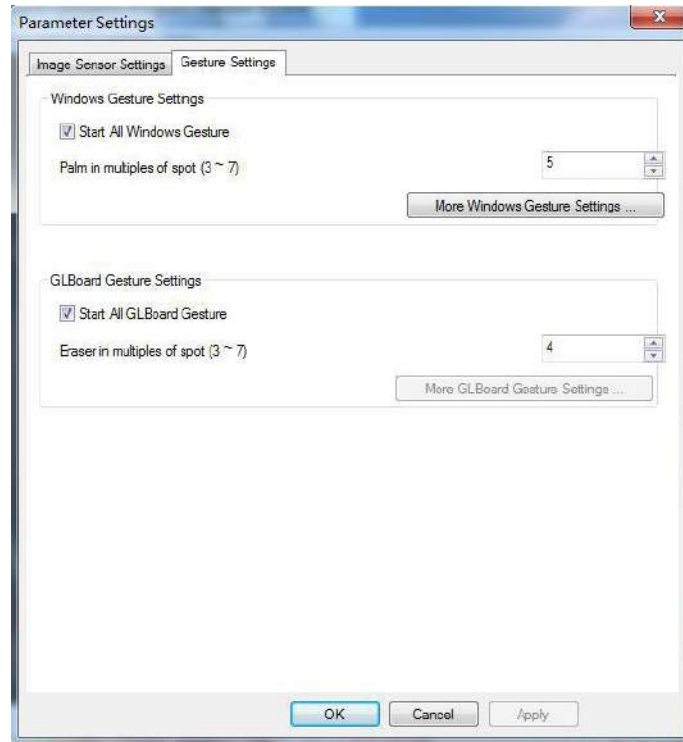 Parameter Settings
Image Sensor Settings Gesture Settings
Windows Gesture Settings
Start All Windows Gesture
Palm in multiples of spot (3 ~ 7) 5
More Windows Gesture Settings ...
GLBoard Gesture Settings
Start All GLBoard Gesture
Eraser in multiples of spot (3 ~ 7) 4
More GLBoard Gesture Settings ...
OK Cancel Apply